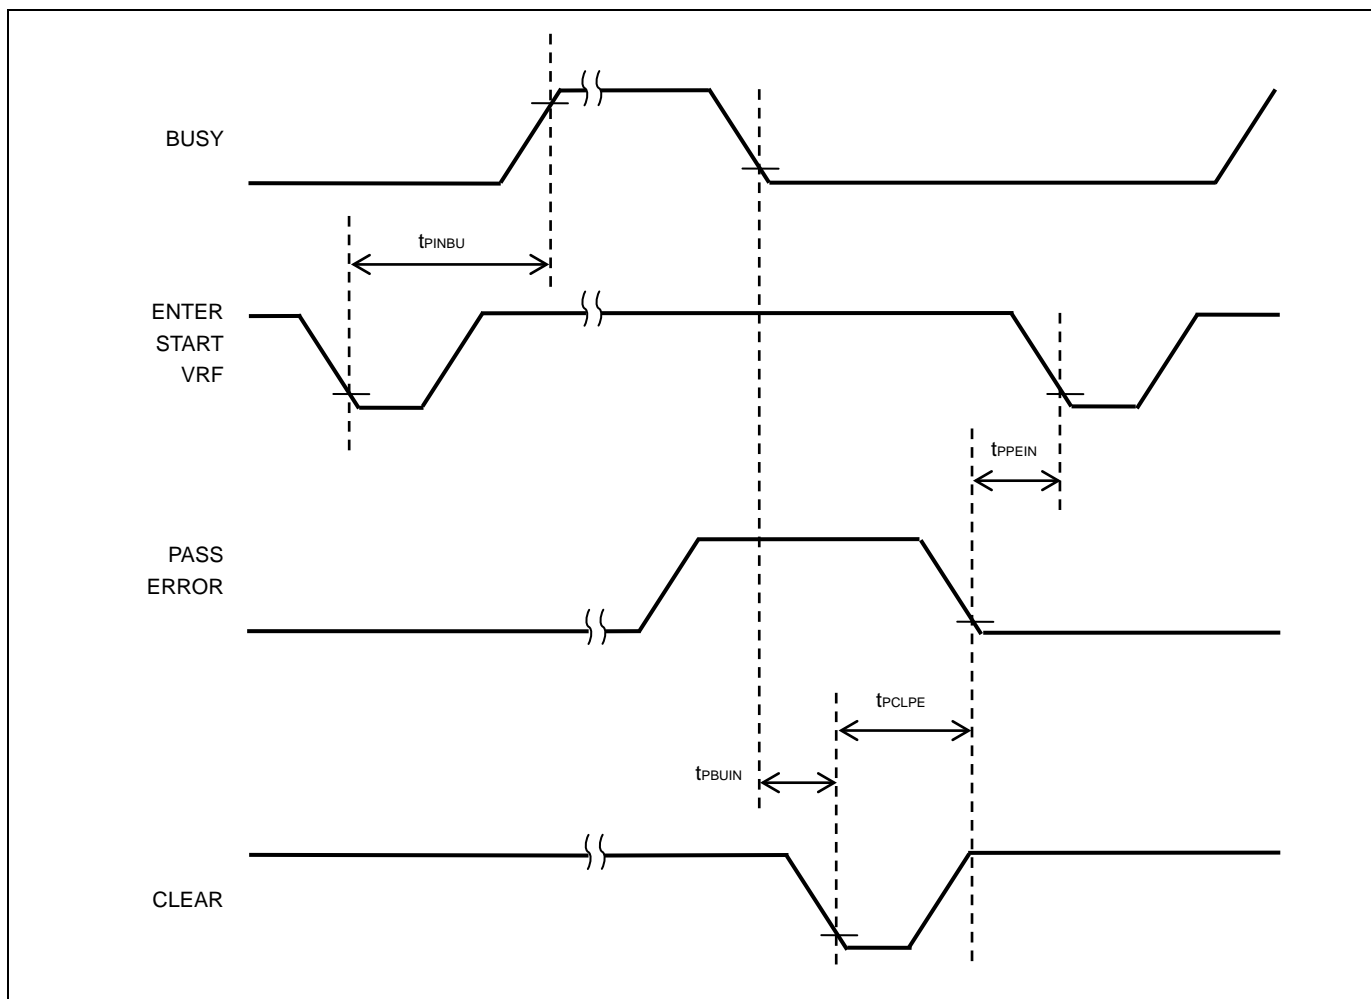 BUSY
tPINBU
ENTER
START
VRF
tPPEIN
PASS
ERROR
tPCLPE
tPBUIN
CLEAR